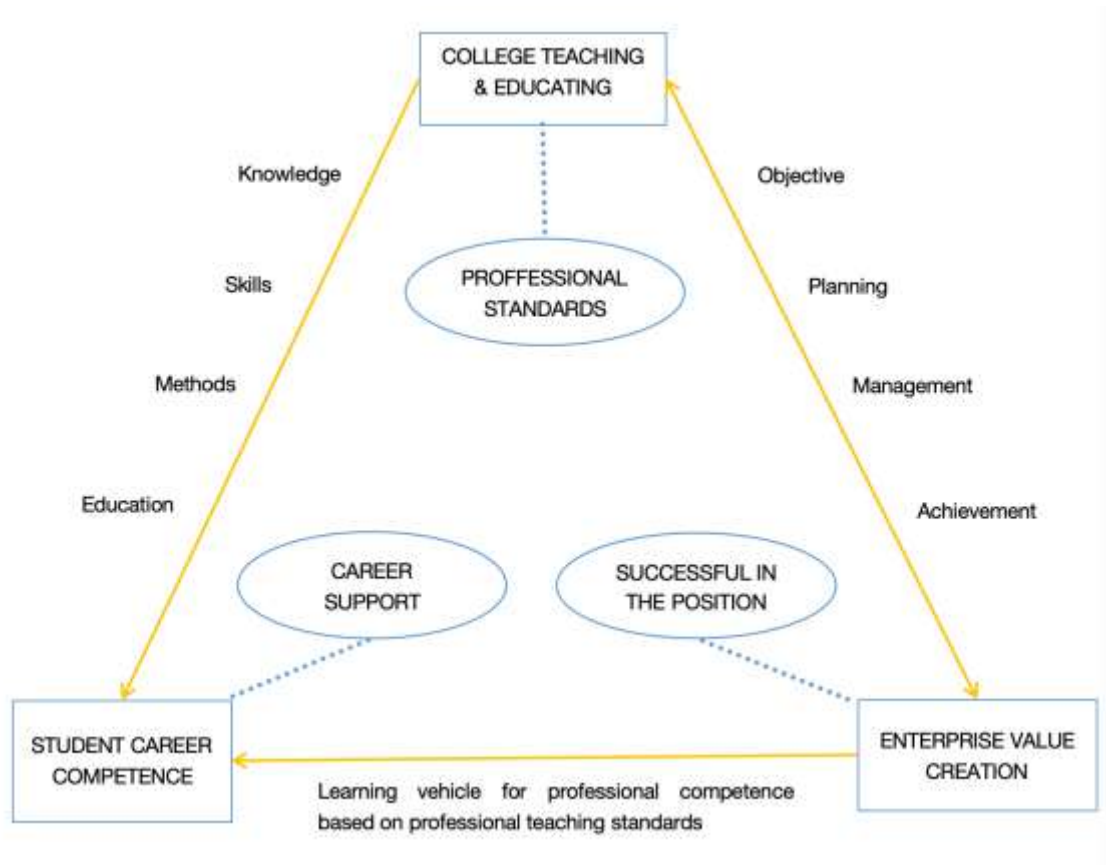 COLLEGE TEACHING
& EDUCATING
Knowledge
Objective
PROFFESSIONAL
STANDARDS
Skills
Planning
Methods
Management
Education
Achievement
CAREER
SUPPORT
SUCCESSFUL IN
THE POSITION
STUDENT CAREER
COMPETENCE
ENTERPRISE VALUE
CREATION
Learning vehicle for professional competence
based on professional teaching standards